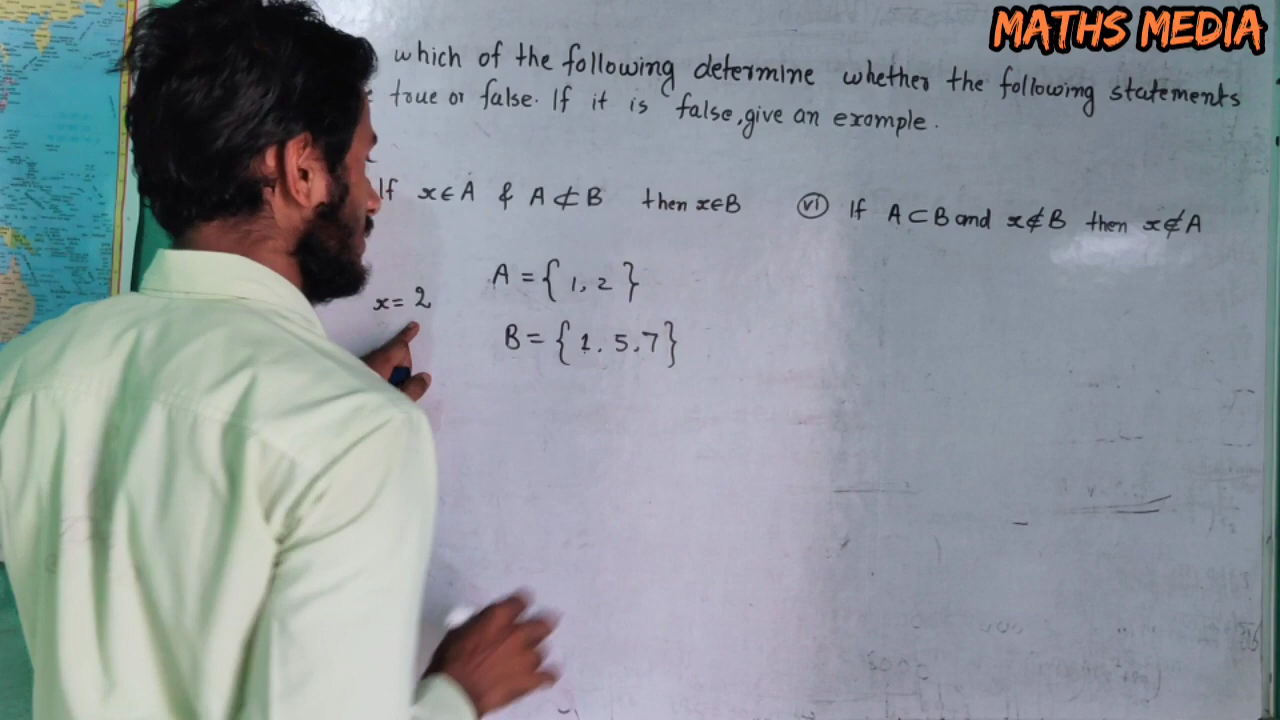 MATHS MEDIA
which of the following determine whether the following statements
true or false. If it is false, give an example.
If x∈A & A⊄B then x∈B
(vi) If A⊂B and x∉B then x∉A
x=2
A={1,2}
B={1.5.7}